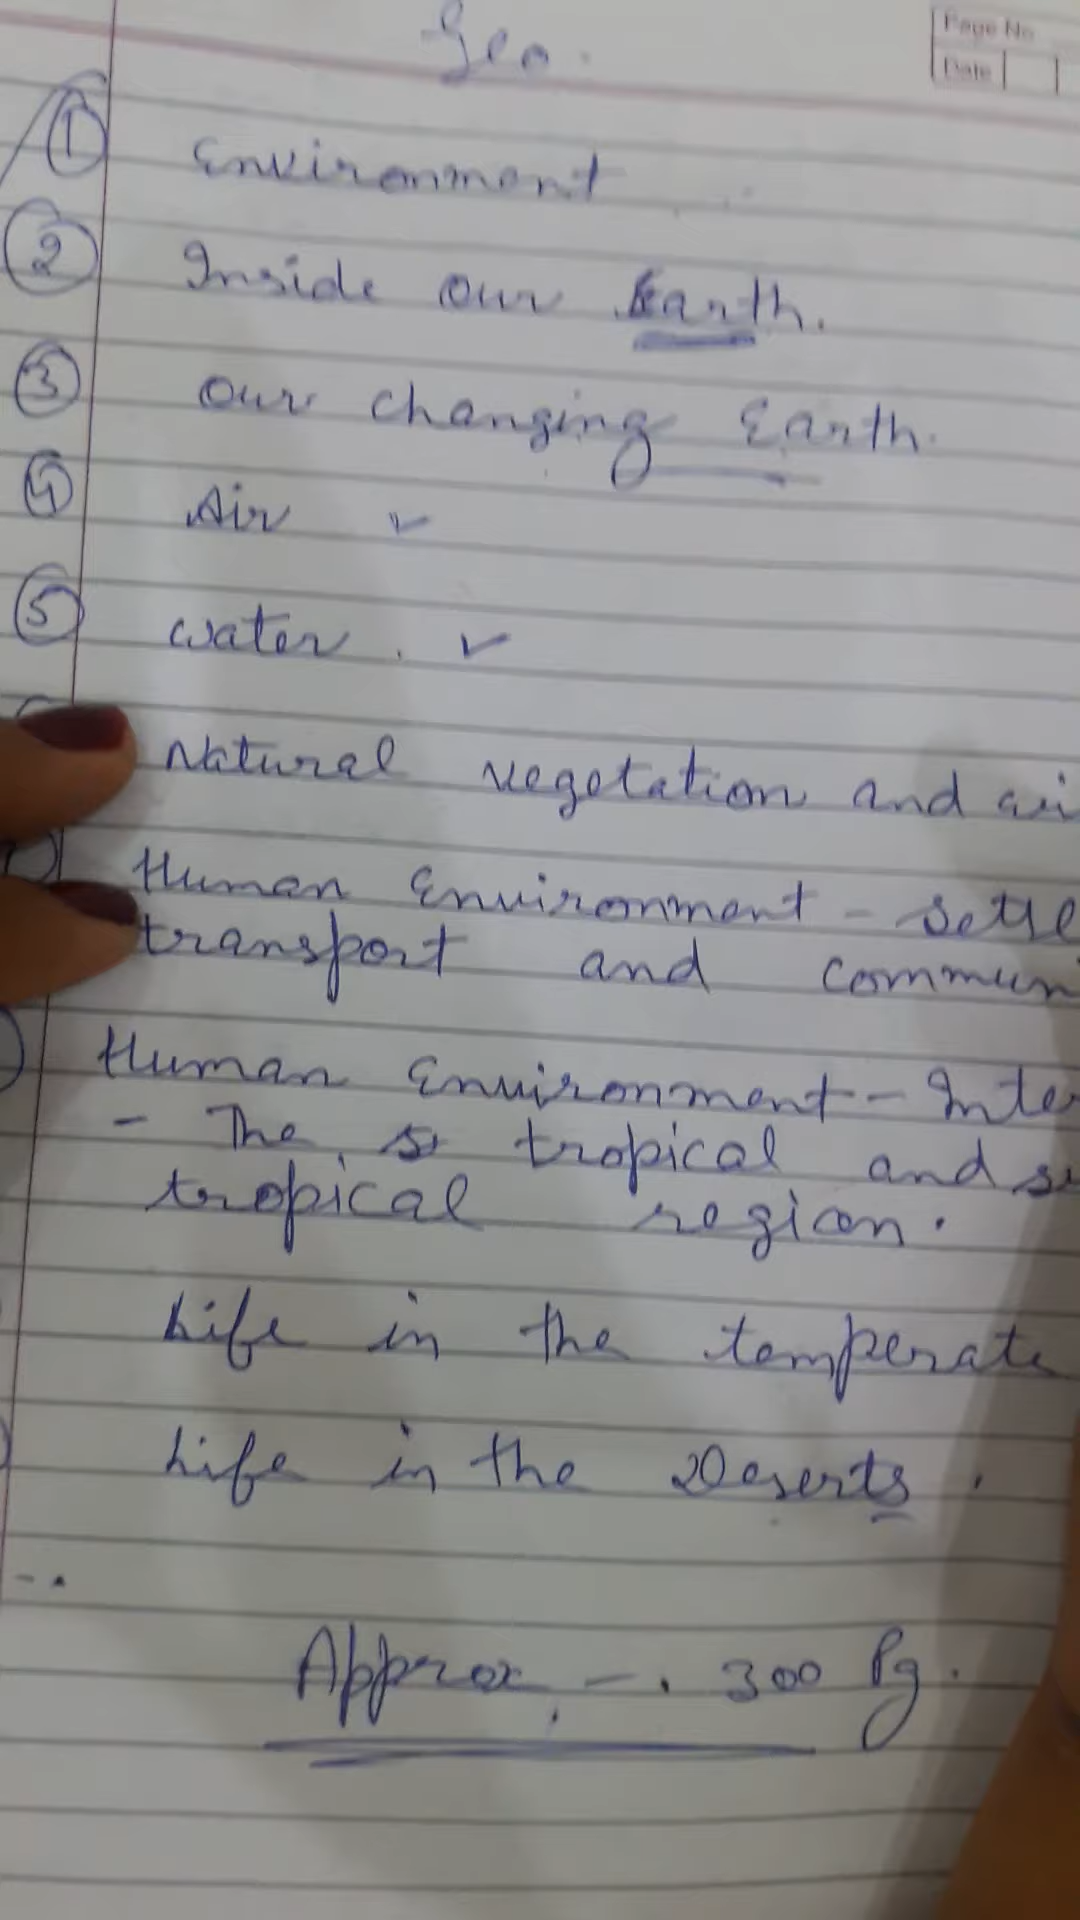 Geo.
Page No
Date
1 Environment
2 Inside our Earth.
3 our changing Earth.
4 Air ✓
5 water. ✓
Natural vegetation and
Human Environment -
transport and
Human Environment -
- The tropical and
tropical region.
Life in the
Life in the Deserts.
Approx - 300 Pg.